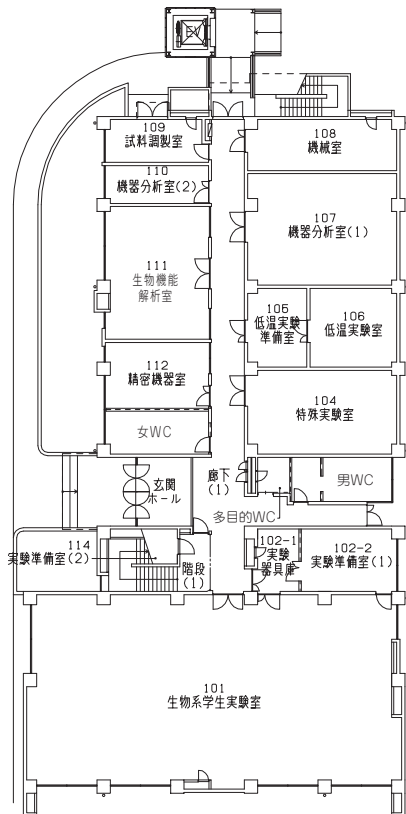 EV
109
試料調製室
108
機械室
110
機器分析室(2)
107
機器分析室(1)
111
生物機能
解析室
105
低温実験
準備室
106
低温実験室
112
精密機器室
104
特殊実験室
女WC
廊下
(1)
男WC
玄関
ホール
多目的WC
114
実験準備室(2)
階段
(1)
102-1
実験
器具庫
102-2
実験準備室(1)
101
生物系学生実験室